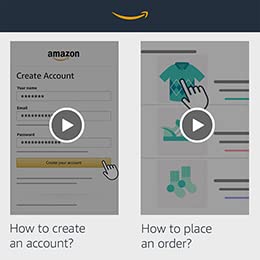 amazon
Create Account
Your name
Email
Password
Create your account
How to create
an account?
How to place
an order?